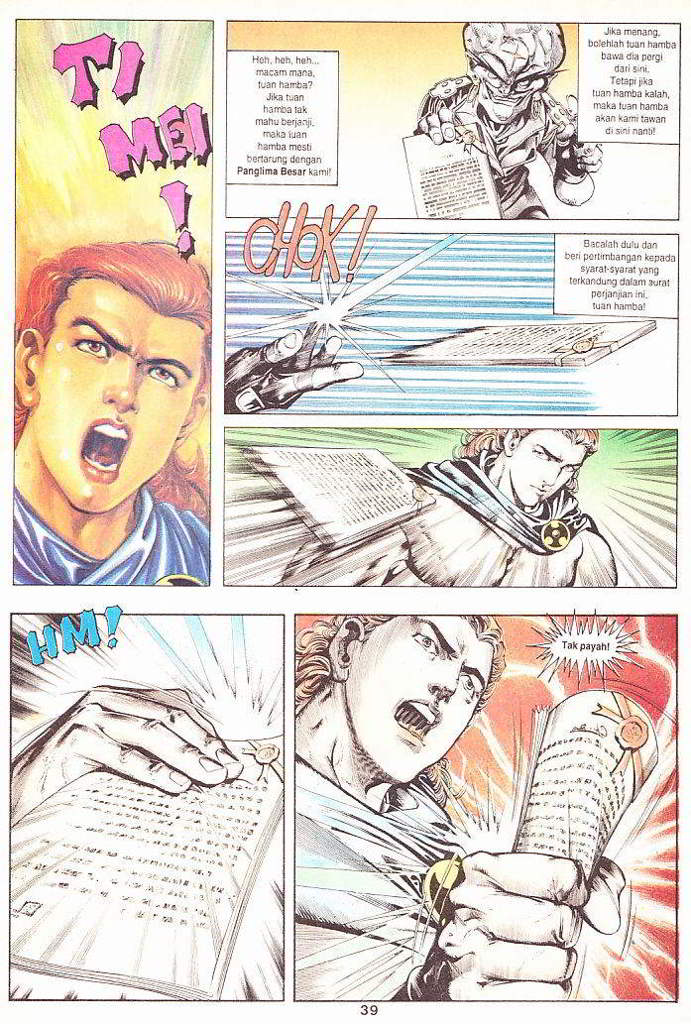 TI
MEI
!
Heh, heh, heh...
macam mana,
tuan hamba?
Jika tuan
hamba tak
mahu berjanji,
maka tuan
hamba mesti
bertarung dengan
Panglima Besar kami!
Jika menang,
bolehlah tuan hamba
bawa dia pergi
dari sini.
Tetapi jika
tuan hamba kalah,
maka tuan hamba
akan kami tawan
di sini nanti!
CHOK!
Bacalah dulu dan
beri pertimbangan kepada
syarat-syarat yang
terkandung dalam surat
perjanjian ini,
tuan hamba!
HM!
Tak payah!
39